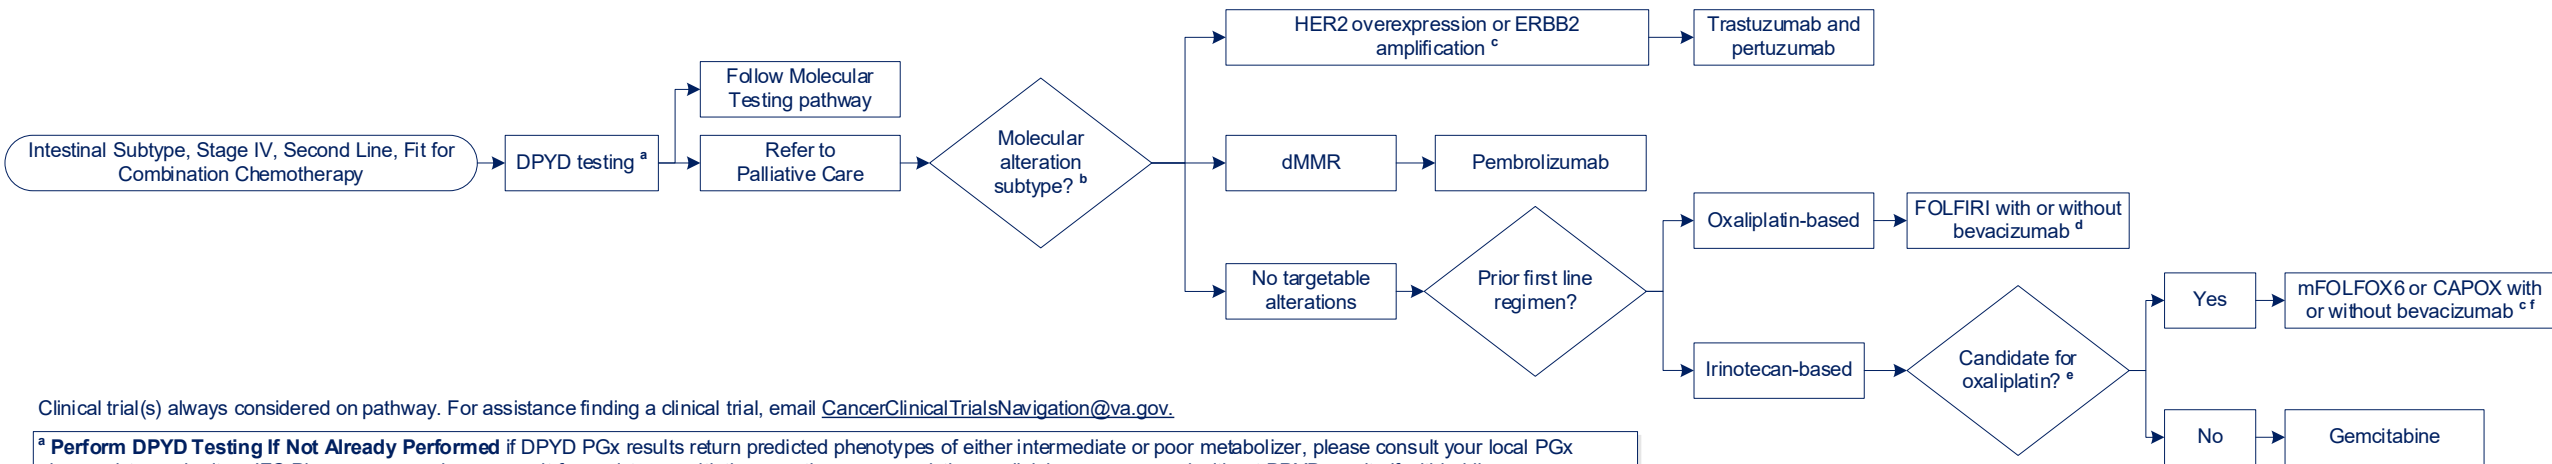 HER2 overexpression or ERBB2
amplification c
Trastuzumab and
pertuzumab
Follow Molecular
Testing pathway
Intestinal Subtype, Stage IV, Second Line, Fit for
Combination Chemotherapy
DPYD testing a
Refer to
Palliative Care
Molecular
alteration
subtype? b
dMMR
Pembrolizumab
No targetable
alterations
Prior first line
regimen?
Oxaliplatin-based
FOLFIRI with or without
bevacizumab d
Irinotecan-based
Candidate for
oxaliplatin? e
Yes
mFOLFOX6 or CAPOX with
or without bevacizumab c f
No
Gemcitabine
Clinical trial(s) always considered on pathway. For assistance finding a clinical trial, email CancerClinicalTrialsNavigation@va.gov.
a Perform DPYD Testing If Not Already Performed if DPYD PGx results return predicted phenotypes of either intermediate or poor metabolizer, please consult your local PGx